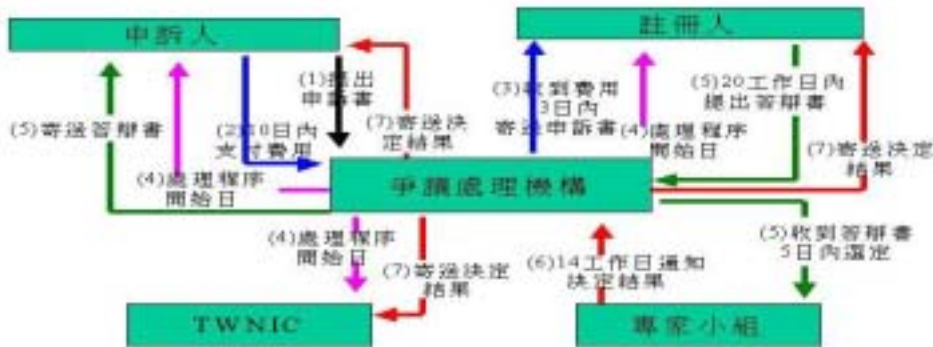 申訴人
註冊人
(1)提出
申訴書
(3)收到費用
3日內
寄送申訴書
(5)20工作日內
提出答辯書
(5)寄送答辯書
(2)10日內
支付費用
(7)寄送決
定結果
(4)處理程序
開始日
(7)寄送決定
結果
(4)處理程序
開始日
爭議處理機構
(4)處理程序
開始日
(7)寄送決定
結果
(6)14工作日通知
決定結果
(5)收到答辯書
5日內選定
TWNIC
專家小組